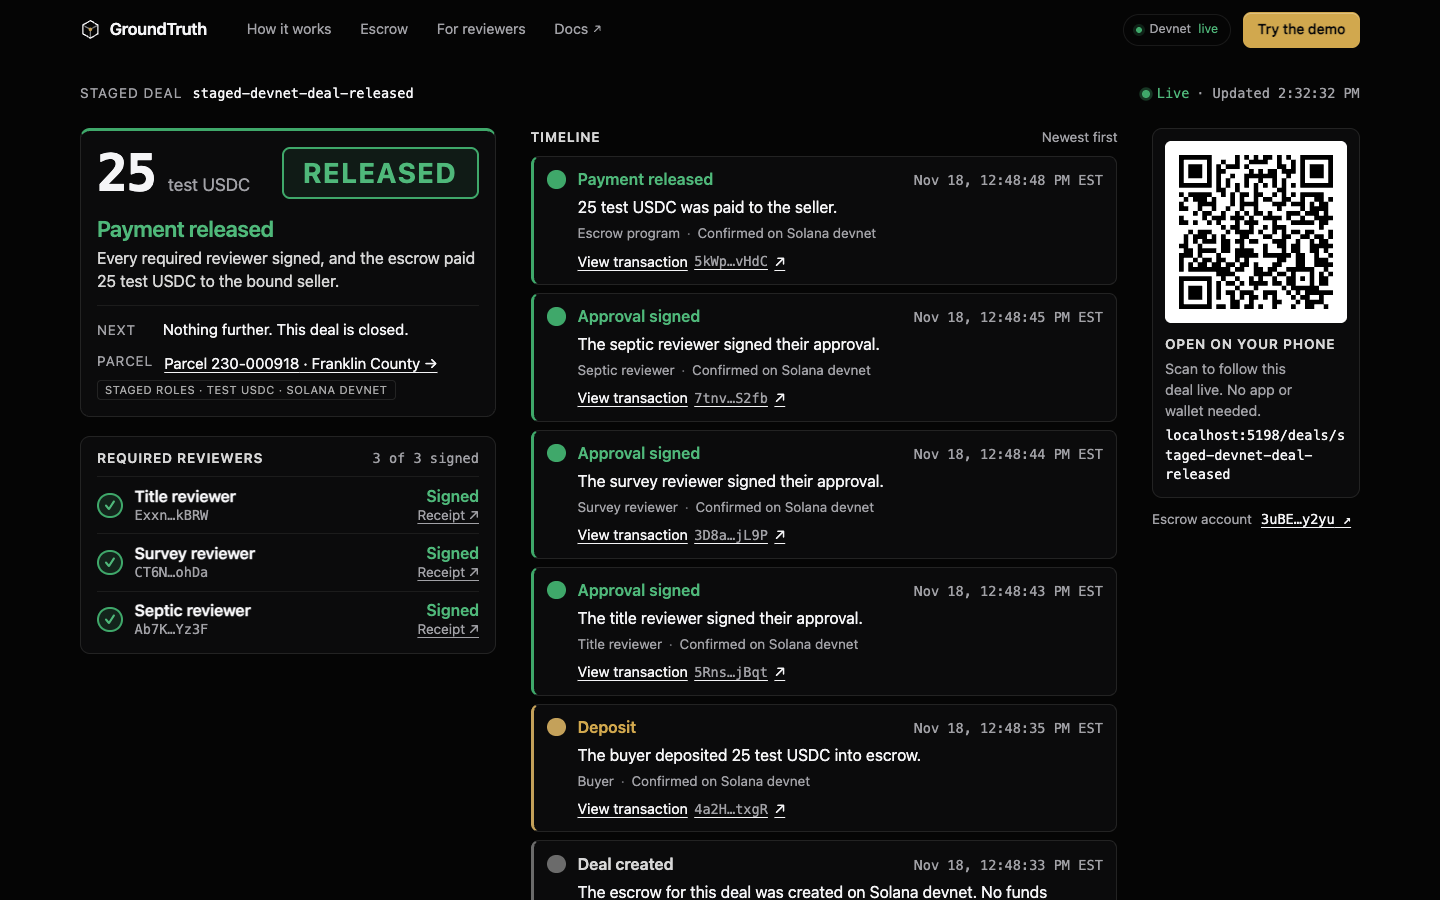 GroundTruth
How it works
Escrow
For reviewers
Docs ↗
Devnet live
Try the demo
STAGED DEAL staged-devnet-deal-released
Live · Updated 2:32:32 PM
25 test USDC
RELEASED
Payment released
Every required reviewer signed, and the escrow paid
25 test USDC to the bound seller.
NEXT Nothing further. This deal is closed.
PARCEL Parcel 230-000918 · Franklin County →
STAGED ROLES · TEST USDC · SOLANA DEVNET
REQUIRED REVIEWERS 3 of 3 signed
Title reviewer Signed
Exxn…kBRW Receipt ↗
Survey reviewer Signed
CT6N…ohDa Receipt ↗
Septic reviewer Signed
Ab7K…Yz3F Receipt ↗
TIMELINE Newest first
Payment released Nov 18, 12:48:48 PM EST
25 test USDC was paid to the seller.
Escrow program · Confirmed on Solana devnet
View transaction 5kWp…vHdC ↗
Approval signed Nov 18, 12:48:45 PM EST
The septic reviewer signed their approval.
Septic reviewer · Confirmed on Solana devnet
View transaction 7tnv…S2fb ↗
Approval signed Nov 18, 12:48:44 PM EST
The survey reviewer signed their approval.
Survey reviewer · Confirmed on Solana devnet
View transaction 3D8a…jL9P ↗
Approval signed Nov 18, 12:48:43 PM EST
The title reviewer signed their approval.
Title reviewer · Confirmed on Solana devnet
View transaction 5Rns…jBqt ↗
Deposit Nov 18, 12:48:35 PM EST
The buyer deposited 25 test USDC into escrow.
Buyer · Confirmed on Solana devnet
View transaction 4a2H…txgR ↗
Deal created Nov 18, 12:48:33 PM EST
The escrow for this deal was created on Solana devnet. No funds
OPEN ON YOUR PHONE
Scan to follow this
deal live. No app or
wallet needed.
localhost:5198/deals/s
taged-devnet-deal-
released
Escrow account 3uBE…y2yu ↗